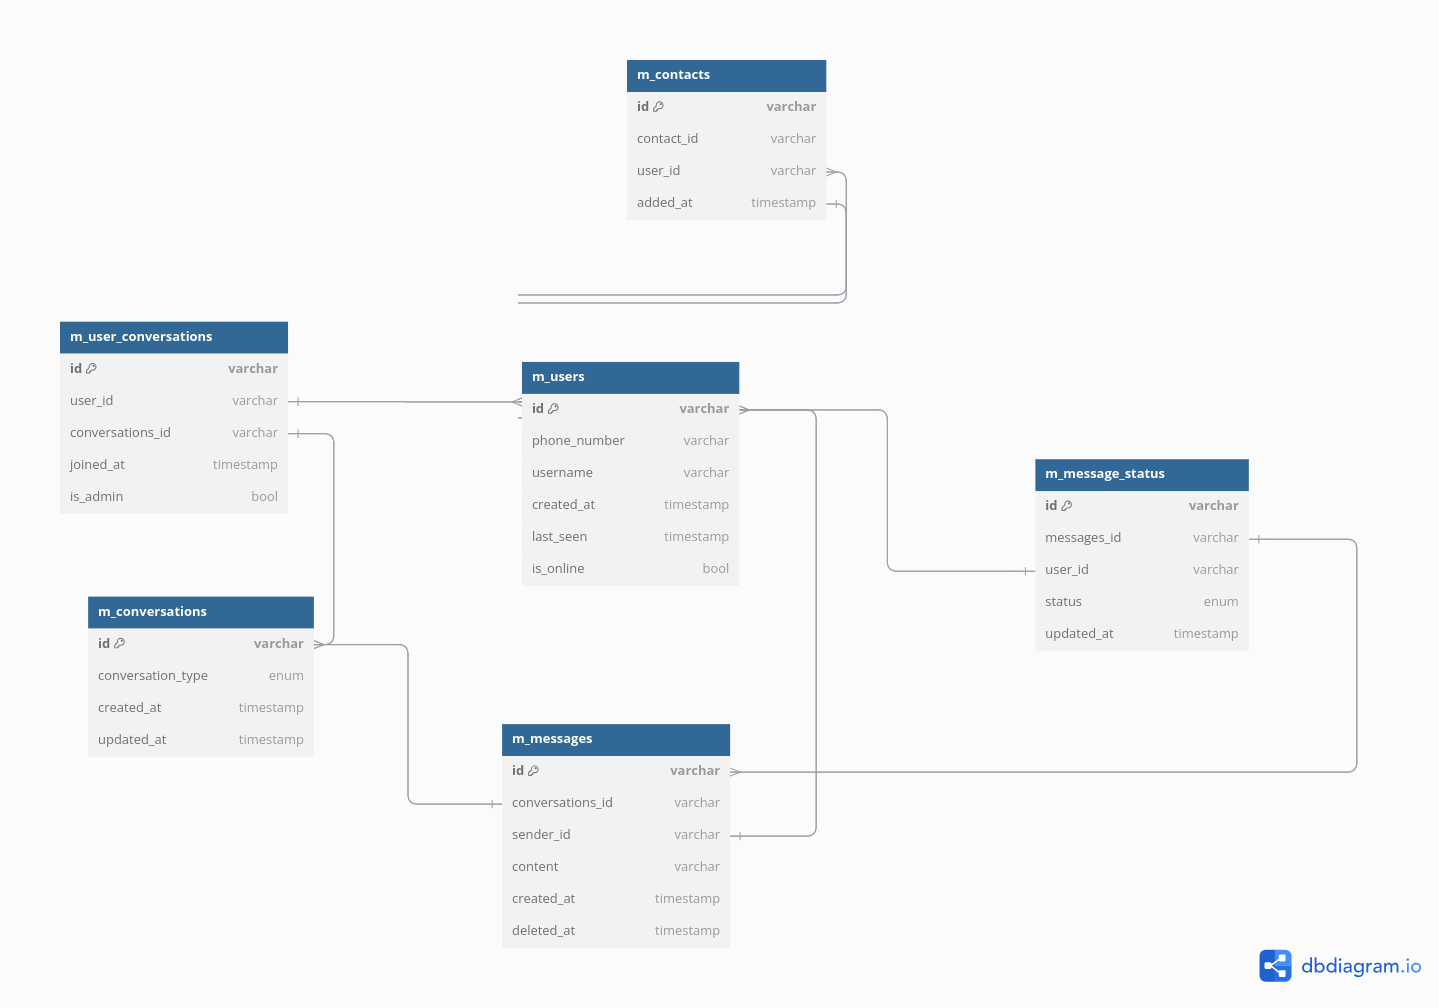 m_contacts
id varchar
contact_id varchar
user_id varchar
added_at timestamp
m_user_conversations
id varchar
user_id varchar
conversations_id varchar
joined_at timestamp
is_admin bool
m_users
id varchar
phone_number varchar
username varchar
created_at timestamp
last_seen timestamp
is_online bool
m_message_status
id varchar
messages_id varchar
user_id varchar
status enum
updated_at timestamp
m_conversations
id varchar
conversation_type enum
created_at timestamp
updated_at timestamp
m_messages
id varchar
conversations_id varchar
sender_id varchar
content varchar
created_at timestamp
deleted_at timestamp
dbdiagram.io